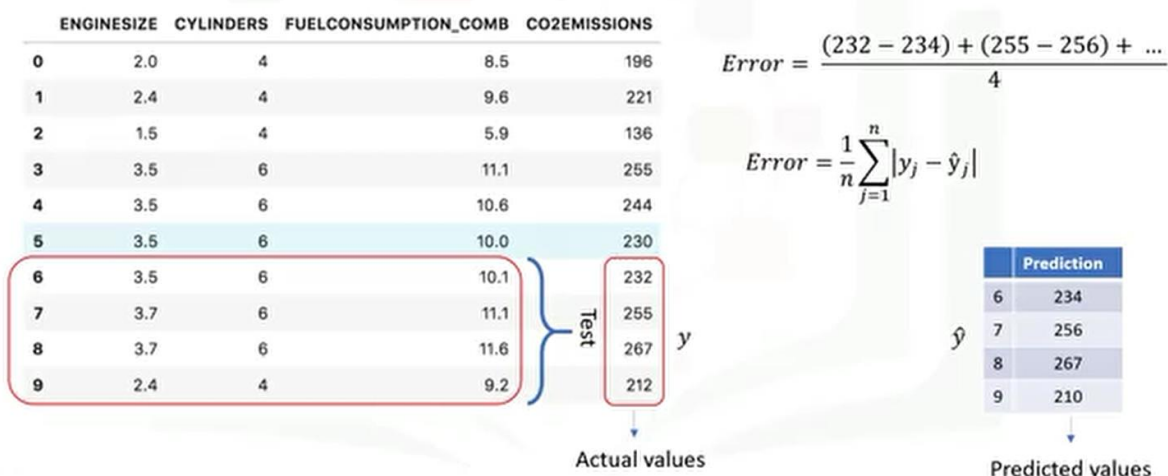 ENGINESIZE CYLINDERS FUELCONSUMPTION_COMB CO2EMISSIONS
0 2.0 4 8.5 196
1 2.4 4 9.6 221
2 1.5 4 5.9 136
3 3.5 6 11.1 255
4 3.5 6 10.6 244
5 3.5 6 10.0 230
6 3.5 6 10.1 232
7 3.7 6 11.1 255
8 3.7 6 11.6 267
9 2.4 4 9.2 212
Test
y
Actual values
Error = (232 − 234) + (255 − 256) + ...
4
Error = 1/n ∑ⁿⱼ₌₁ |yⱼ − ŷⱼ|
ŷ
Prediction
6 234
7 256
8 267
9 210
Predicted values